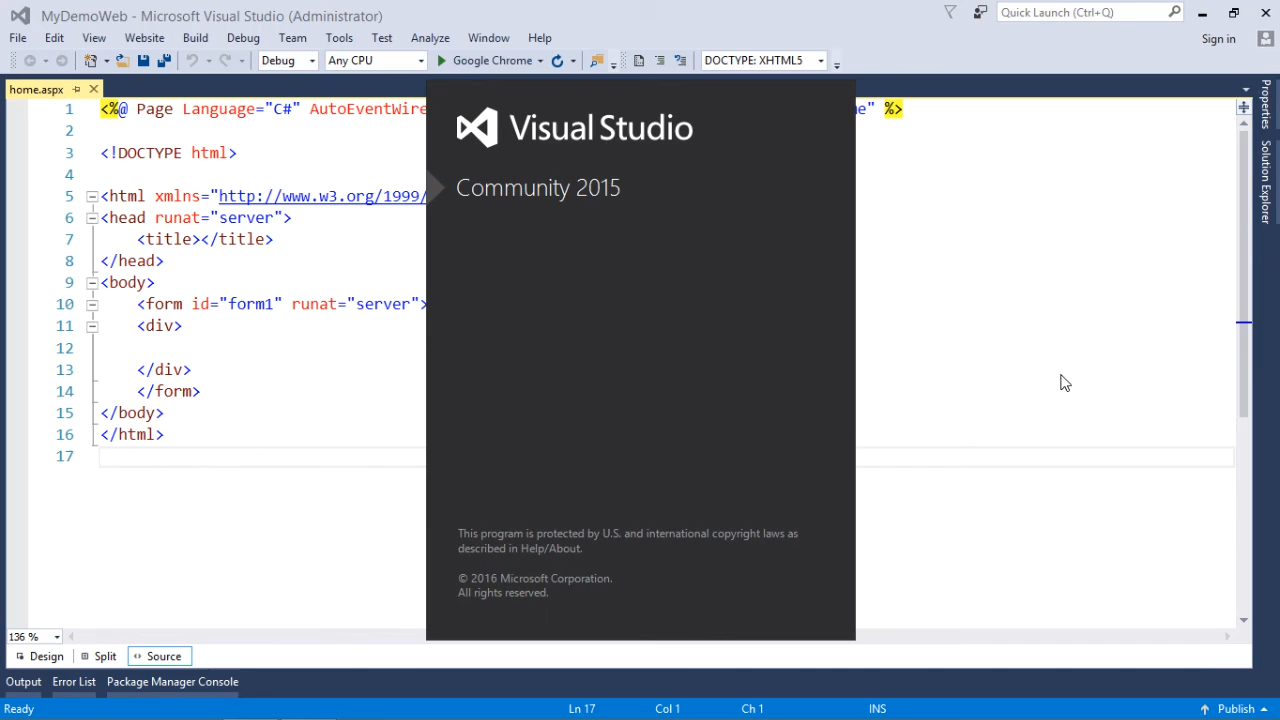 MyDemoWeb - Microsoft Visual Studio (Administrator)
Quick Launch (Ctrl+Q)
File Edit View Website Build Debug Team Tools Test Analyze Window Help
Sign in
Debug Any CPU Google Chrome DOCTYPE: XHTML5
home.aspx
Properties
Solution Explorer
1 <%@ Page Language="C#" AutoEventWire e" %>
2
3 <!DOCTYPE html>
4
5 <html xmlns="http://www.w3.org/1999/
6 <head runat="server">
7 <title></title>
8 </head>
9 <body>
10 <form id="form1" runat="server">
11 <div>
12
13 </div>
14 </form>
15 </body>
16 </html>
17
Visual Studio
Community 2015
This program is protected by U.S. and international copyright laws as
described in Help/About.
© 2016 Microsoft Corporation.
All rights reserved.
136 %
Design Split Source
Output Error List Package Manager Console
Ready Ln 17 Col 1 Ch 1 INS Publish